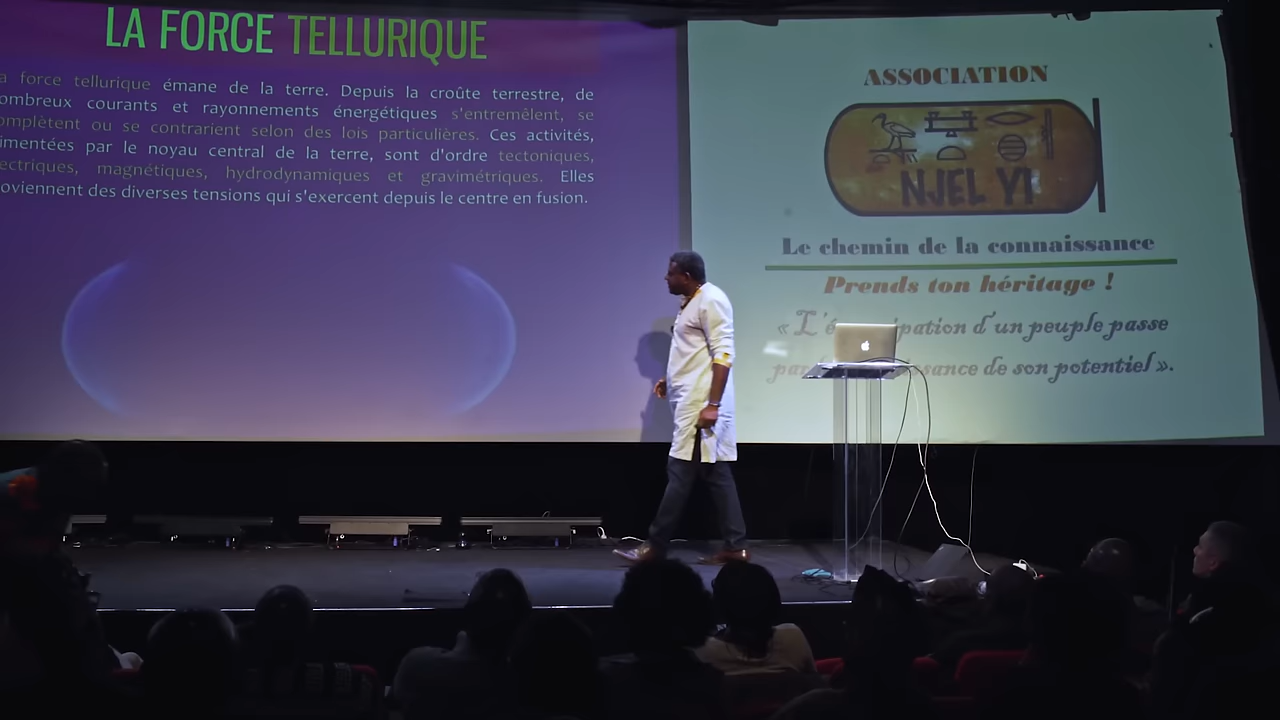 LA FORCE TELLURIQUE
a force tellurique émane de la terre. Depuis la croûte terrestre, de
ombreux courants et rayonnements énergétiques s'entremêlent, se
omplètent ou se contrarient selon des lois particulières. Ces activités,
imentées par le noyau central de la terre, sont d'ordre tectoniques,
ectriques, magnétiques, hydrodynamiques et gravimétriques. Elles
oviennent des diverses tensions qui s'exercent depuis le centre en fusion.
ASSOCIATION
NJEL YI
Le chemin de la connaissance
Prends ton héritage !
« L'é pation d'un peuple passe
par sance de son potentiel ».